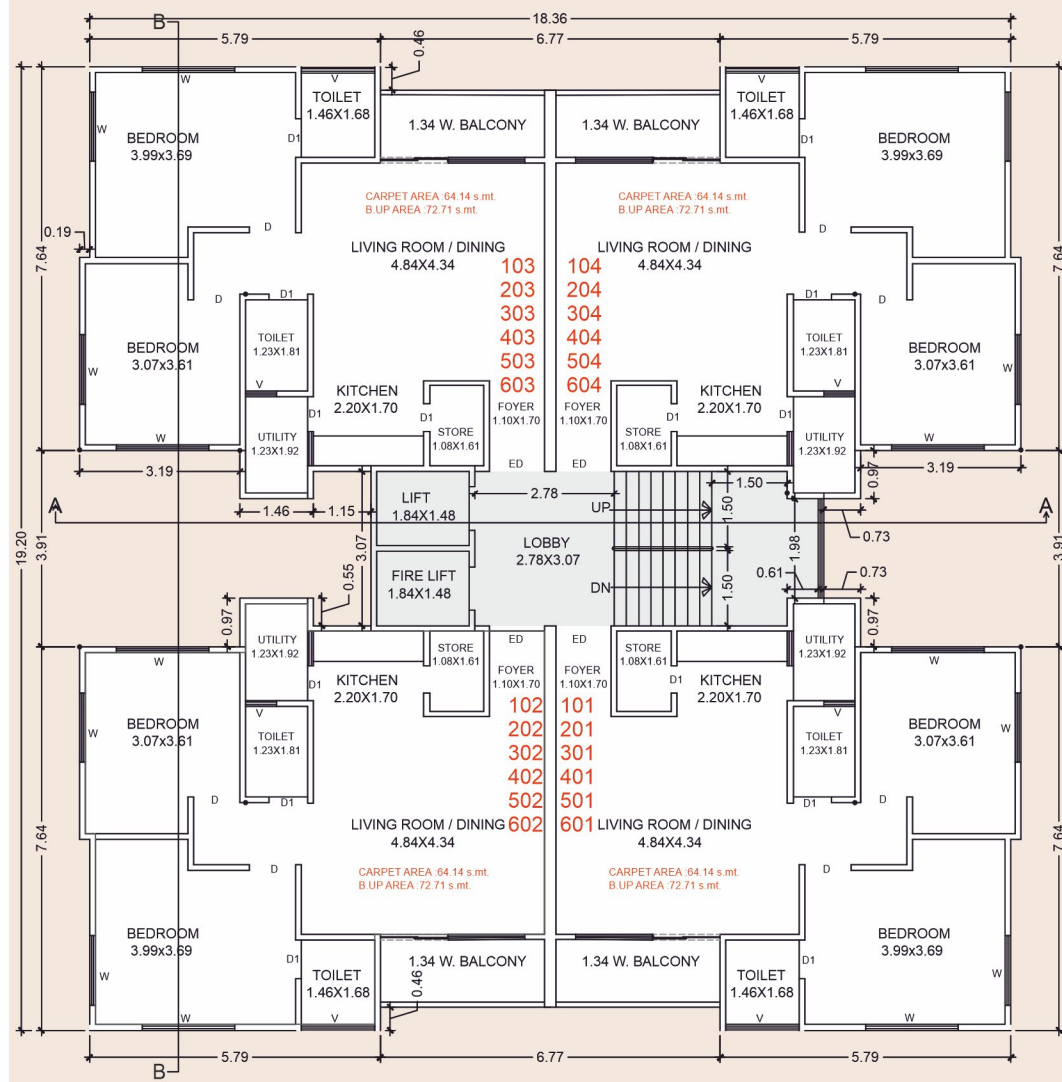 B
18.36
5.79
6.77
5.79
0.46
W
V
V
W
TOILET
1.46X1.68
TOILET
1.46X1.68
1.34 W. BALCONY
1.34 W. BALCONY
W
BEDROOM
3.99x3.69
D1
D1
BEDROOM
3.99x3.69
W
CARPET AREA :64.14 s.mt.
B.UP AREA :72.71 s.mt.
CARPET AREA :64.14 s.mt.
B.UP AREA :72.71 s.mt.
0.19
7.64
D
D
7.64
LIVING ROOM / DINING
4.84X4.34
LIVING ROOM / DINING
4.84X4.34
103
203
303
403
503
603
104
204
304
404
504
604
D
D1
D1
D
W
BEDROOM
3.07x3.61
TOILET
1.23X1.81
TOILET
1.23X1.81
BEDROOM
3.07x3.61
W
V
V
KITCHEN
2.20X1.70
KITCHEN
2.20X1.70
D1
D1
FOYER
1.10X1.70
FOYER
1.10X1.70
D1
D1
W
UTILITY
1.23X1.92
STORE
1.08X1.61
STORE
1.08X1.61
UTILITY
1.23X1.92
W
ED
ED
3.19
3.19
0.97
1.46
1.15
LIFT
1.84X1.48
2.78
UP
1.50
1.50
A
A
0.73
19.20
3.91
3.07
LOBBY
2.78X3.07
1.98
3.91
0.55
FIRE LIFT
1.84X1.48
DN
1.50
0.61
0.73
0.97
0.97
UTILITY
1.23X1.92
STORE
1.08X1.61
ED
ED
STORE
1.08X1.61
UTILITY
1.23X1.92
W
W
FOYER
1.10X1.70
FOYER
1.10X1.70
D1
KITCHEN
2.20X1.70
D1
KITCHEN
2.20X1.70
D1
V
V
102
202
302
402
502
602
101
201
301
401
501
601
W
BEDROOM
3.07x3.61
TOILET
1.23X1.81
TOILET
1.23X1.81
BEDROOM
3.07x3.61
W
D
D1
D1
D
LIVING ROOM / DINING
4.84X4.34
LIVING ROOM / DINING
4.84X4.34
7.64
D
D
7.64
CARPET AREA :64.14 s.mt.
B.UP AREA :72.71 s.mt.
CARPET AREA :64.14 s.mt.
B.UP AREA :72.71 s.mt.
BEDROOM
3.99x3.69
D1
D1
BEDROOM
3.99x3.69
W
W
TOILET
1.46X1.68
1.34 W. BALCONY
1.34 W. BALCONY
TOILET
1.46X1.68
0.46
W
V
V
W
5.79
6.77
5.79
B